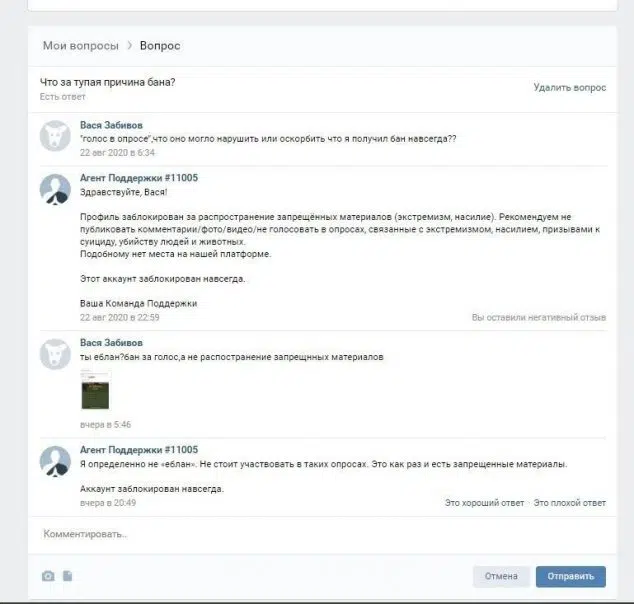 Мои вопросы > Вопрос
Что за тупая причина бана?
Есть ответ
Удалить вопрос
Вася Забивов
"голос в опросе",что оно могло нарушить или оскорбить что я получил бан навсегда??
22 авг 2020 в 6:34
Агент Поддержки #11005
Здравствуйте, Вася!
Профиль заблокирован за распространение запрещённых материалов (экстремизм, насилие). Рекомендуем не
публиковать комментарии/фото/видео/не голосовать в опросах, связанные с экстремизмом, насилием, призывами к
суициду, убийству людей и животных.
Подобному нет места на нашей платформе.
Этот аккаунт заблокирован навсегда.
Ваша Команда Поддержки
22 авг 2020 в 22:59
Вы оставили негативный отзыв
Вася Забивов
ты еблан?бан за голос,а не распостранение запрещнных материалов
вчера в 5:46
Агент Поддержки #11005
Я определенно не «еблан». Не стоит участвовать в таких опросах. Это как раз и есть запрещенные материалы.
Аккаунт заблокирован навсегда.
вчера в 20:49
Это хороший ответ · Это плохой ответ
Комментировать..
Отмена
Отправить